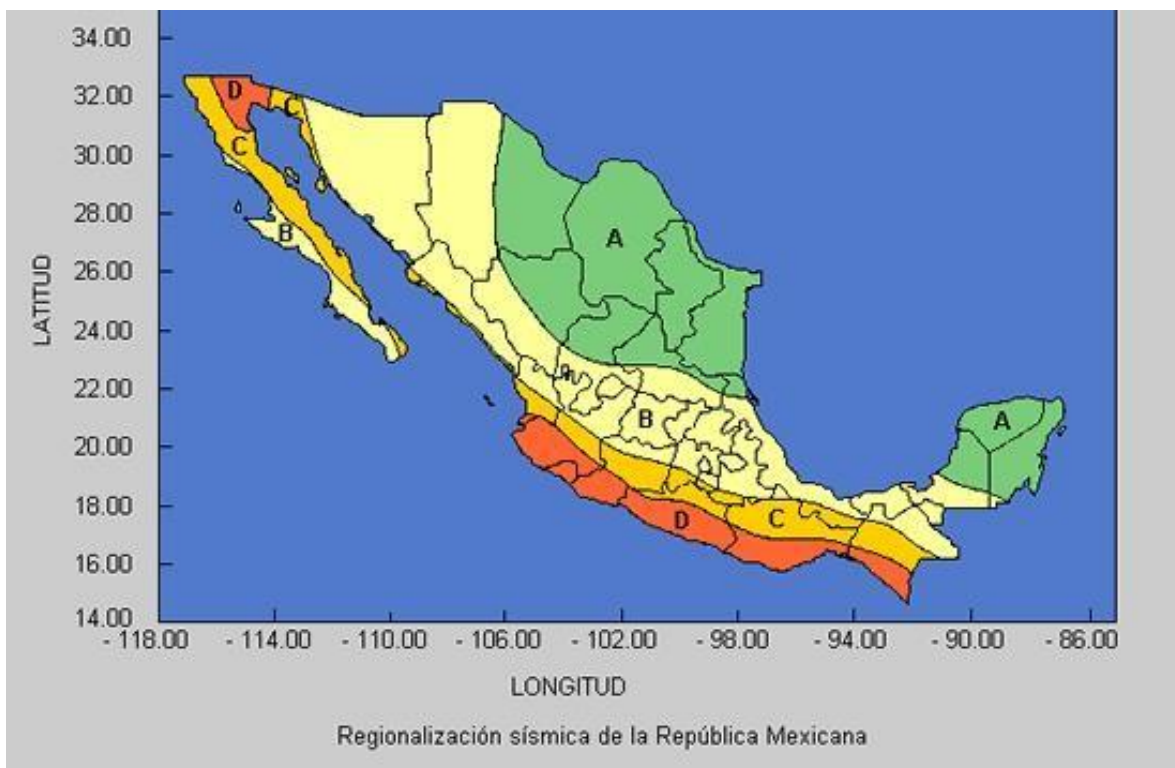 34.00
32.00
30.00
28.00
26.00
24.00
22.00
20.00
18.00
16.00
14.00
LATITUD
D
C
C
B
A
B
A
D
C
- 118.00 - 114.00 - 110.00 - 106.00 - 102.00 - 98.00 - 94.00 - 90.00 - 86.00
LONGITUD
Regionalización sísmica de la República Mexicana